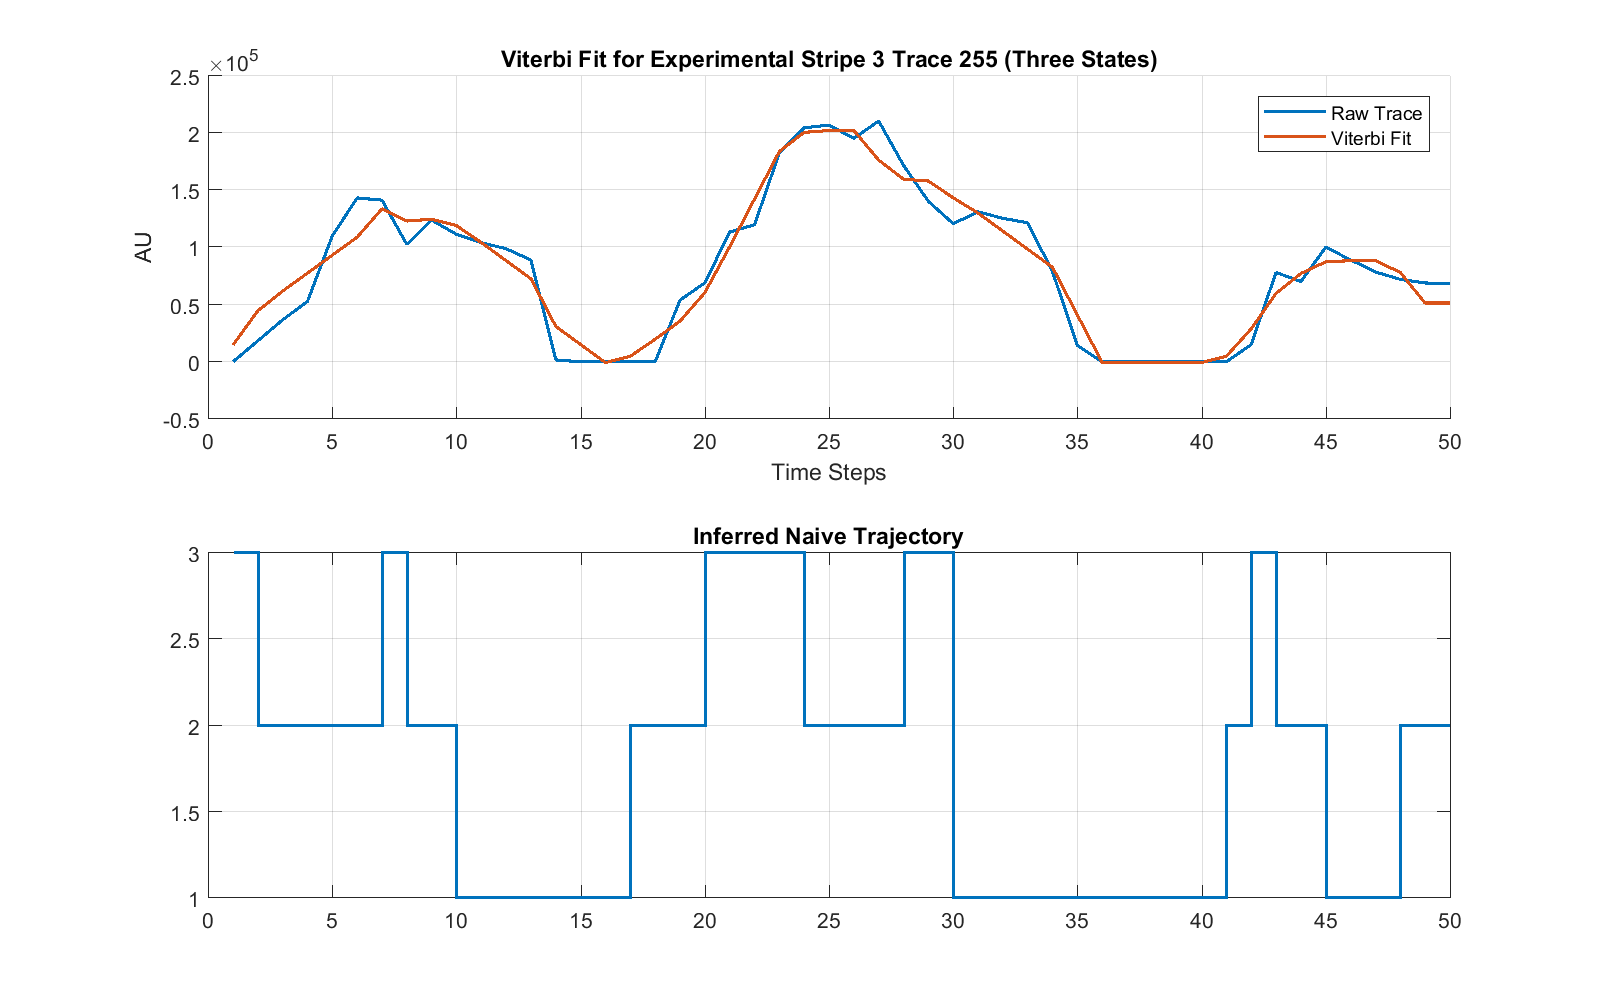 Viterbi Fit for Experimental Stripe 3 Trace 255 (Three States)
×10⁵
2.5
2
1.5
1
0.5
0
-0.5
AU
Raw Trace
Viterbi Fit
0 5 10 15 20 25 30 35 40 45 50
Time Steps
Inferred Naive Trajectory
3
2.5
2
1.5
1
0 5 10 15 20 25 30 35 40 45 50